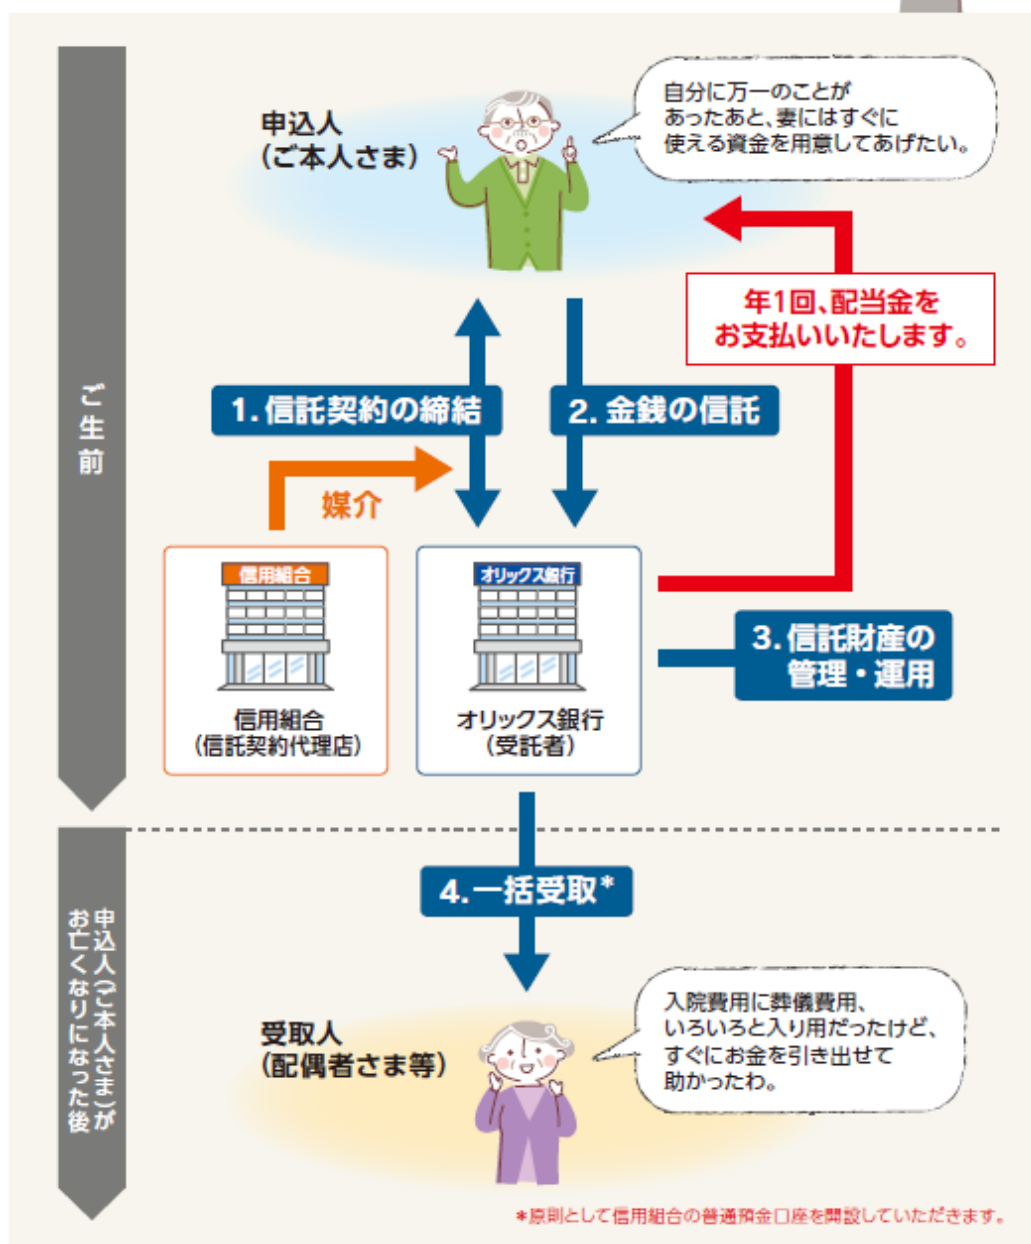 ご生前
申込人
(ご本人さま)
自分に万一のことが
あったあと、妻にはすぐに
使える資金を用意してあげたい。
年1回、配当金を
お支払いいたします。
1. 信託契約の締結
2. 金銭の信託
媒介
信用組合
オリックス銀行
信用組合
(信託契約代理店)
オリックス銀行
(受託者)
3. 信託財産の
管理・運用
申込人(ご本人さま)が
お亡くなりになった後
4. 一括受取*
受取人
(配偶者さま等)
入院費用に葬儀費用、
いろいろと入り用だったけど、
すぐにお金を引き出せて
助かったわ。
*原則として信用組合の普通預金口座を開設していただきます。